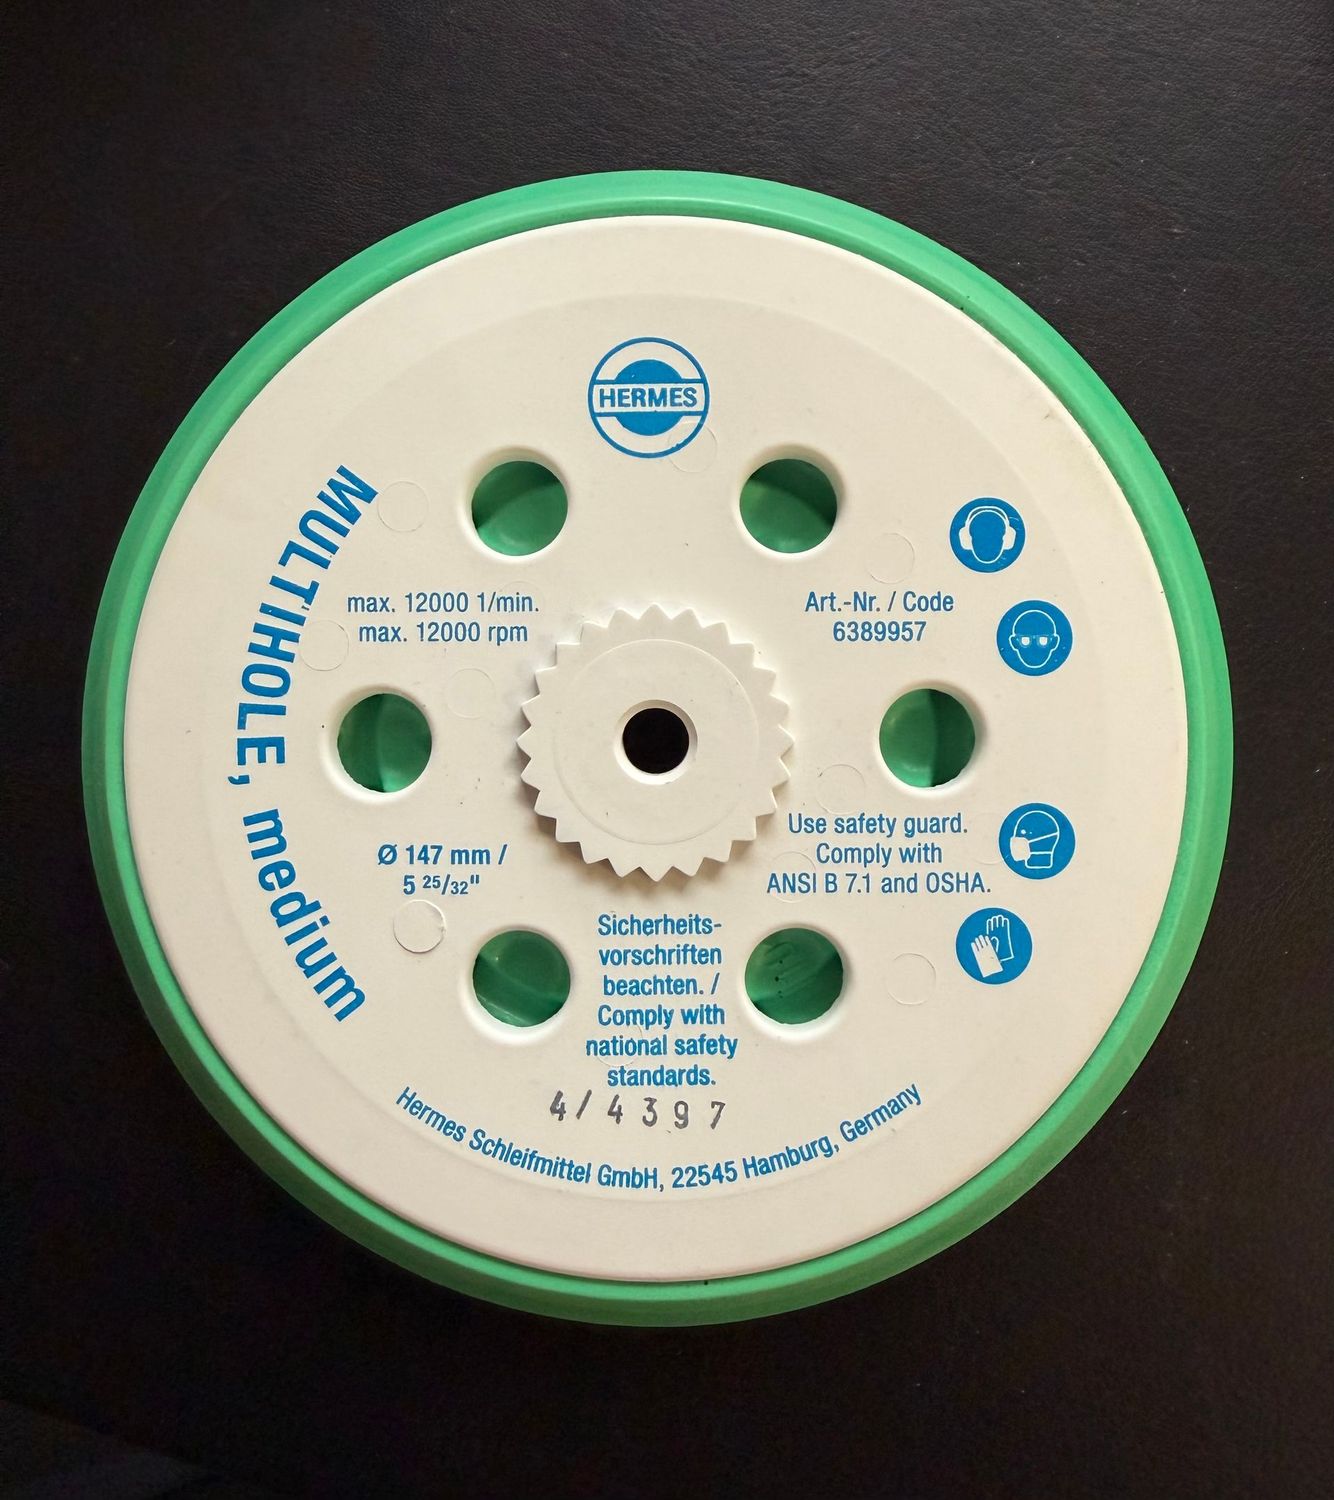 HERMES
MULTIHOLE, medium
max. 12000 1/min.
max. 12000 rpm
Art.-Nr. / Code
6389957
Ø 147 mm /
5 25/32"
Use safety guard.
Comply with
ANSI B 7.1 and OSHA.
Sicherheits-
vorschriften
beachten. /
Comply with
national safety
standards.
4/4397
Hermes Schleifmittel GmbH, 22545 Hamburg, Germany